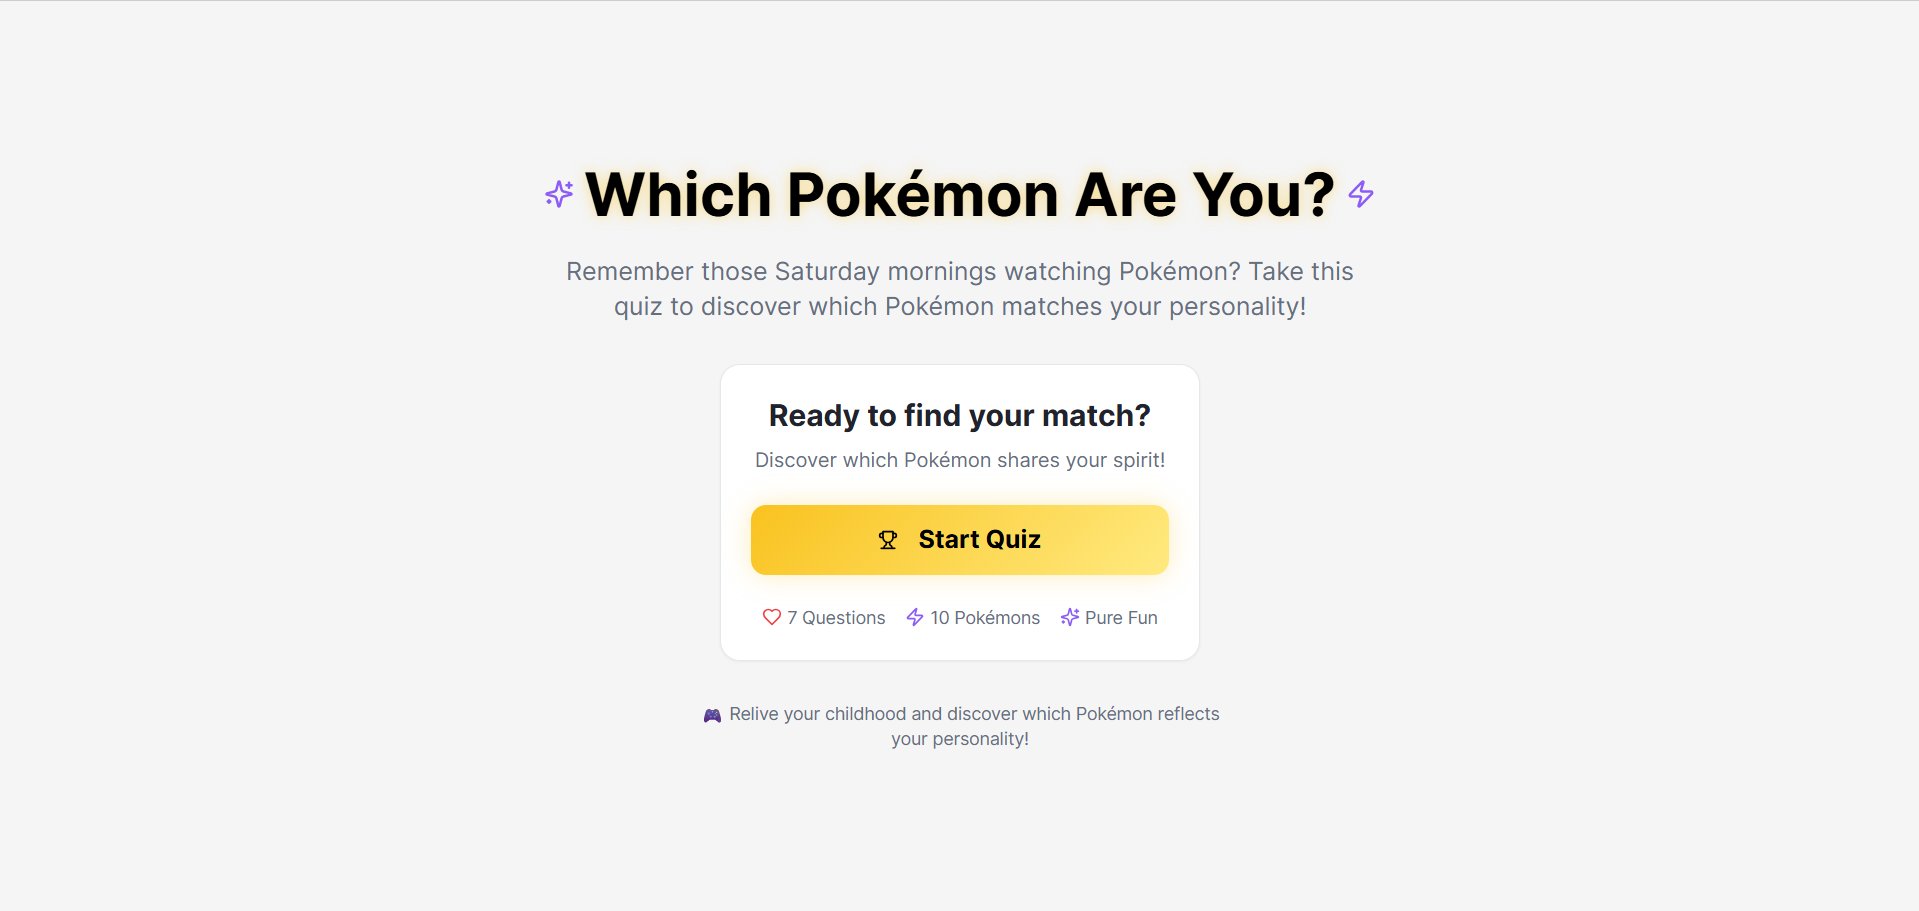 Which Pokémon Are You?
Remember those Saturday mornings watching Pokémon? Take this
quiz to discover which Pokémon matches your personality!
Ready to find your match?
Discover which Pokémon shares your spirit!
Start Quiz
7 Questions 10 Pokémons Pure Fun
🎮 Relive your childhood and discover which Pokémon reflects
your personality!